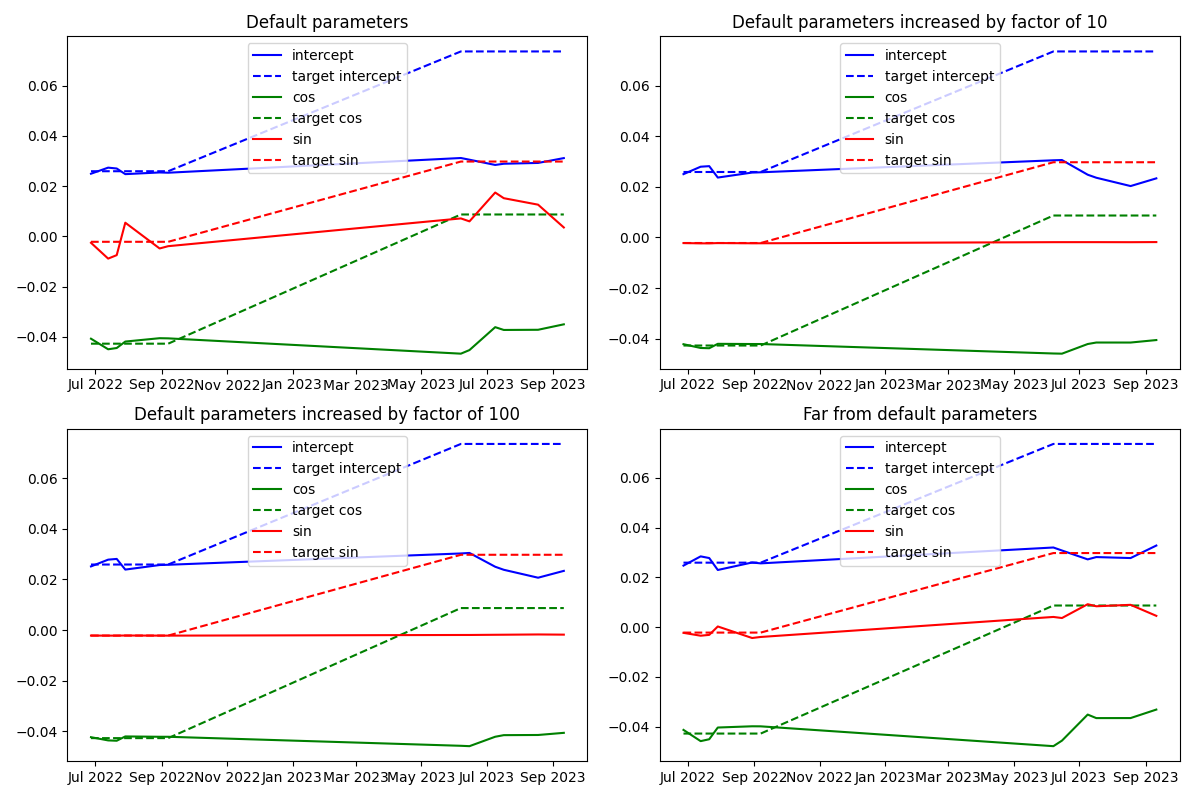 Default parameters
intercept
target intercept
cos
target cos
sin
target sin
0.06
0.04
0.02
0.00
−0.02
−0.04
Jul 2022 Sep 2022 Nov 2022 Jan 2023 Mar 2023 May 2023 Jul 2023 Sep 2023
Default parameters increased by factor of 10
intercept
target intercept
cos
target cos
sin
target sin
0.06
0.04
0.02
0.00
−0.02
−0.04
Jul 2022 Sep 2022 Nov 2022 Jan 2023 Mar 2023 May 2023 Jul 2023 Sep 2023
Default parameters increased by factor of 100
intercept
target intercept
cos
target cos
sin
target sin
0.06
0.04
0.02
0.00
−0.02
−0.04
Jul 2022 Sep 2022 Nov 2022 Jan 2023 Mar 2023 May 2023 Jul 2023 Sep 2023
Far from default parameters
intercept
target intercept
cos
target cos
sin
target sin
0.06
0.04
0.02
0.00
−0.02
−0.04
Jul 2022 Sep 2022 Nov 2022 Jan 2023 Mar 2023 May 2023 Jul 2023 Sep 2023